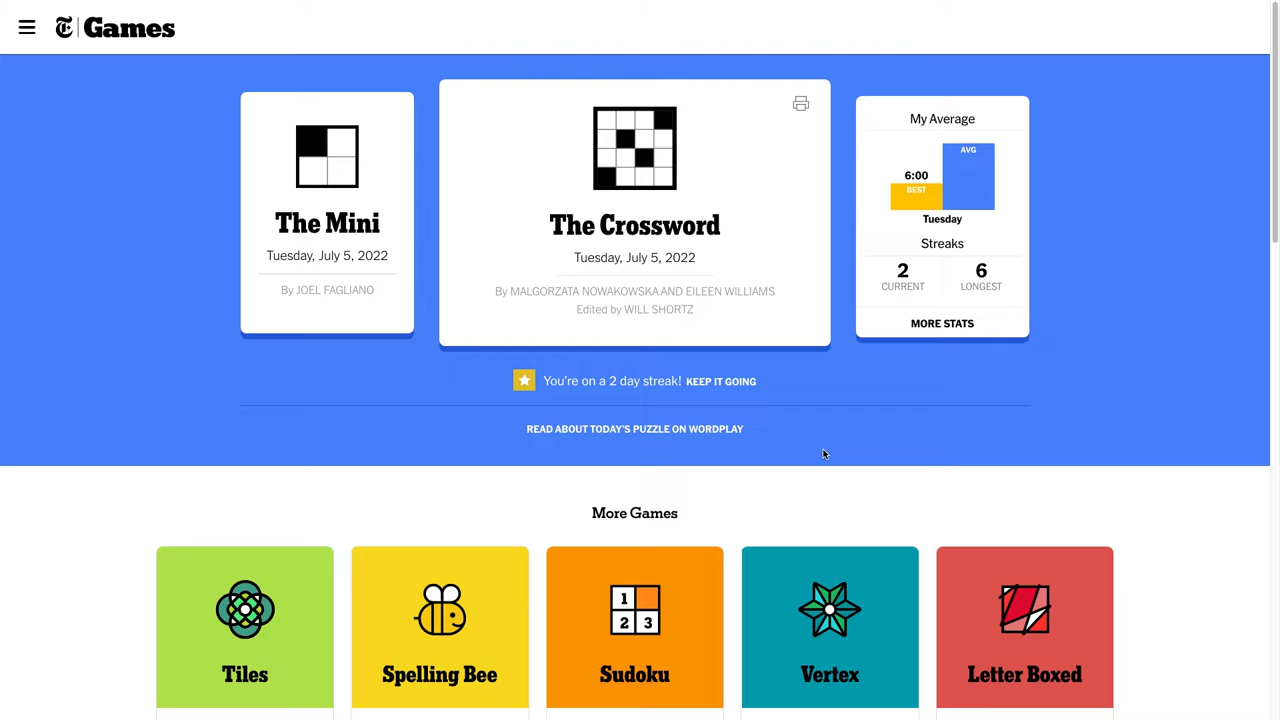 T Games
The Mini
Tuesday, July 5, 2022
By JOEL FAGLIANO
The Crossword
Tuesday, July 5, 2022
By MALGORZATA NOWAKOWSKA AND EILEEN WILLIAMS
Edited by WILL SHORTZ
My Average
AVG
6:00
BEST
Tuesday
Streaks
2 6
CURRENT LONGEST
MORE STATS
You're on a 2 day streak! KEEP IT GOING
READ ABOUT TODAY'S PUZZLE ON WORDPLAY
More Games
1
2 3
Tiles
Spelling Bee
Sudoku
Vertex
Letter Boxed